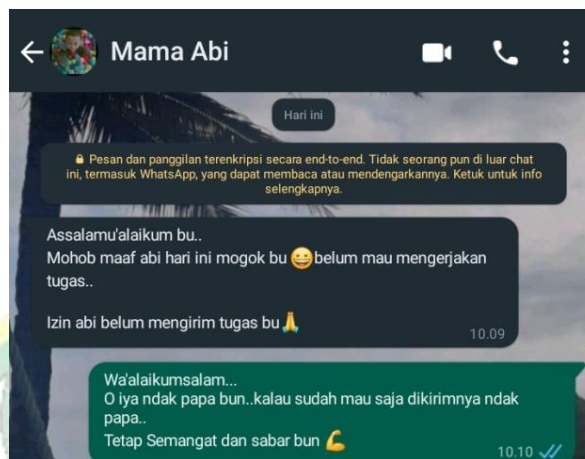 Mama Abi
Hari ini
🔒 Pesan dan panggilan terenkripsi secara end-to-end. Tidak seorang pun di luar chat
ini, termasuk WhatsApp, yang dapat membaca atau mendengarkannya. Ketuk untuk info
selengkapnya.
Assalamu'alaikum bu..
Mohob maaf abi hari ini mogok bu 😀belum mau mengerjakan
tugas..
Izin abi belum mengirim tugas bu🙏
10.09
Wa'alaikumsalam...
O iya ndak papa bun..kalau sudah mau saja dikirimnya ndak
papa..
Tetap Semangat dan sabar bun 💪
10.10